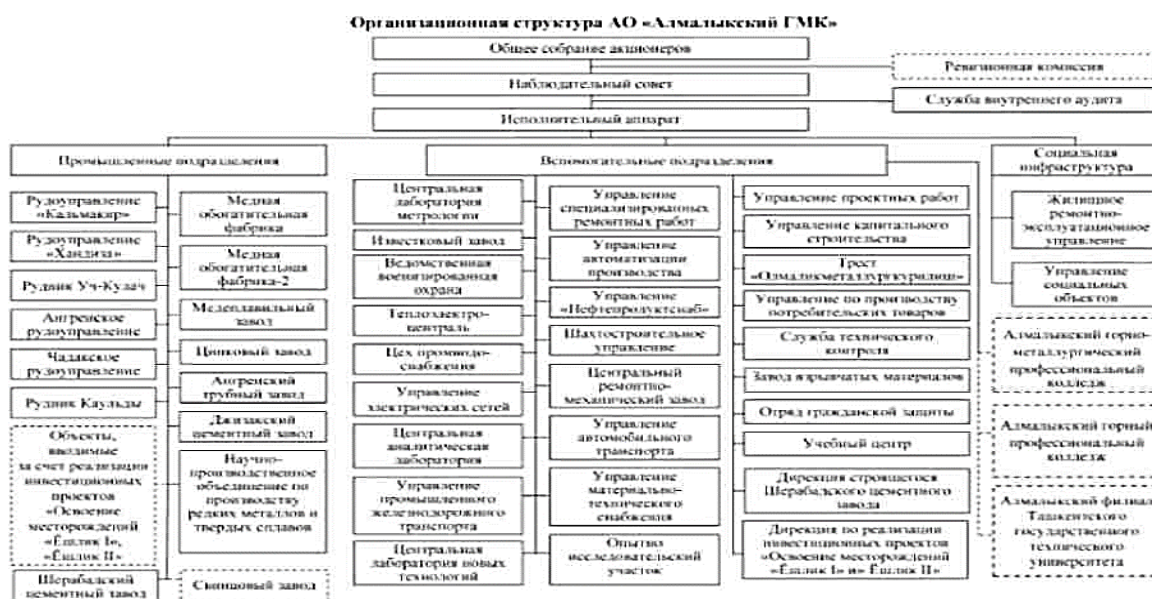 Организационная структура АО «Алмалыкский ГМК»
Общее собрание акционеров
Ревизионная комиссия
Наблюдательный совет
Служба внутреннего аудита
Исполнительный аппарат
Промышленные подразделения
Рудоуправление
«Кальмакир»
Рудоуправление
«Хандиза»
Рудник Уч-Кулач
Ангренское
рудоуправление
Чадакское
рудоуправление
Рудник Каульды
Объекты,
вводимые
за счет реализации
инвестиционных
проектов
«Освоение
месторождений
«Ёшлик I»,
«Ёшлик II»
Шерабадский
цементный завод
Медная
обогатительная
фабрика
Медная
обогатительная
фабрика-2
Медеплавильный
завод
Цинковый завод
Ангренский
трубный завод
Джизакский
цементный завод
Научно-
производственное
объединение по
производству
редких металлов и
твердых сплавов
Свинцовый завод
Вспомогательные подразделения
Центральная
лаборатория
метрологии
Известковый завод
Ведомственная
военизированная
охрана
Теплоэлектро-
централь
Цех
снабжения
Управление
электрических сетей
Центральная
аналитическая
лаборатория
Управление
промышленного
железнодорожного
транспорта
Центральная
лаборатория новых
технологий
Управление
специализированных
ремонтных работ
Управление
автоматизации
производства
Управление
«Нефтепродуктснаб»
Шахтостроительное
управление
Центральный
ремонтно-
механический завод
Управление
автомобильного
транспорта
Управление
материально-
технического
снабжения
Опытно
исследовательский
участок
Управление проектных работ
Управление капитального
строительства
Трест
«Олмаликметаллургкурилиш»
Управление по производству
потребительских товаров
Служба технического
контроля
Завод взрывчатых материалов
Отряд гражданской защиты
Учебный центр
Дирекция строящегося
Шерабадского цементного
завода
Дирекция по реализации
инвестиционных проектов
«Освоение месторождений
«Ёшлик I» и» Ёшлик II»
Социальная
инфраструктура
Жилищное
ремонтно-
эксплуатационное
управление
Управление
социальных
объектов
Алмалыкский горно-
металлургический
профессиональный
колледж
Алмалыкский горный
профессиональный
колледж
Алмалыкский филиал
Ташкентского
государственного
технического
университета